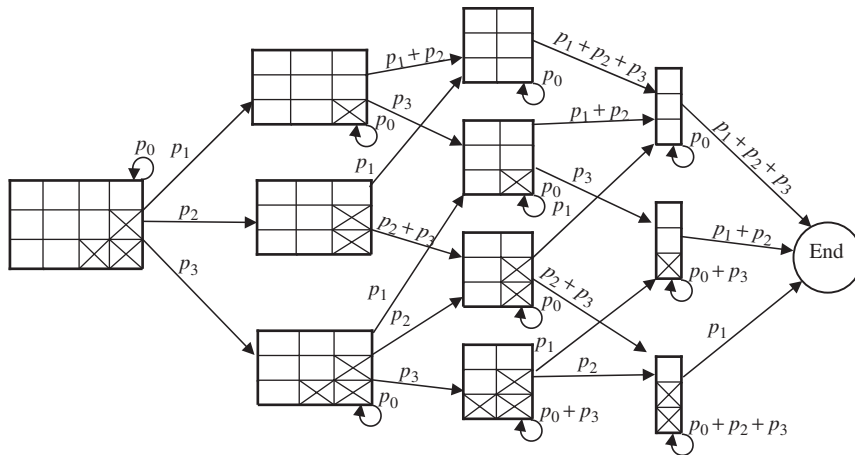 p₀
p₁
p₂
p₃
p₁ + p₂
p₃
p₀
p₁
p₂ + p₃
p₁
p₂
p₃
p₀
p₁ + p₂ + p₃
p₀
p₁ + p₂
p₃
p₀
p₁
p₂ + p₃
p₀
p₁
p₂
p₀ + p₃
p₀
p₁ + p₂ + p₃
p₁ + p₂
p₀ + p₃
p₁
p₀ + p₂ + p₃
End